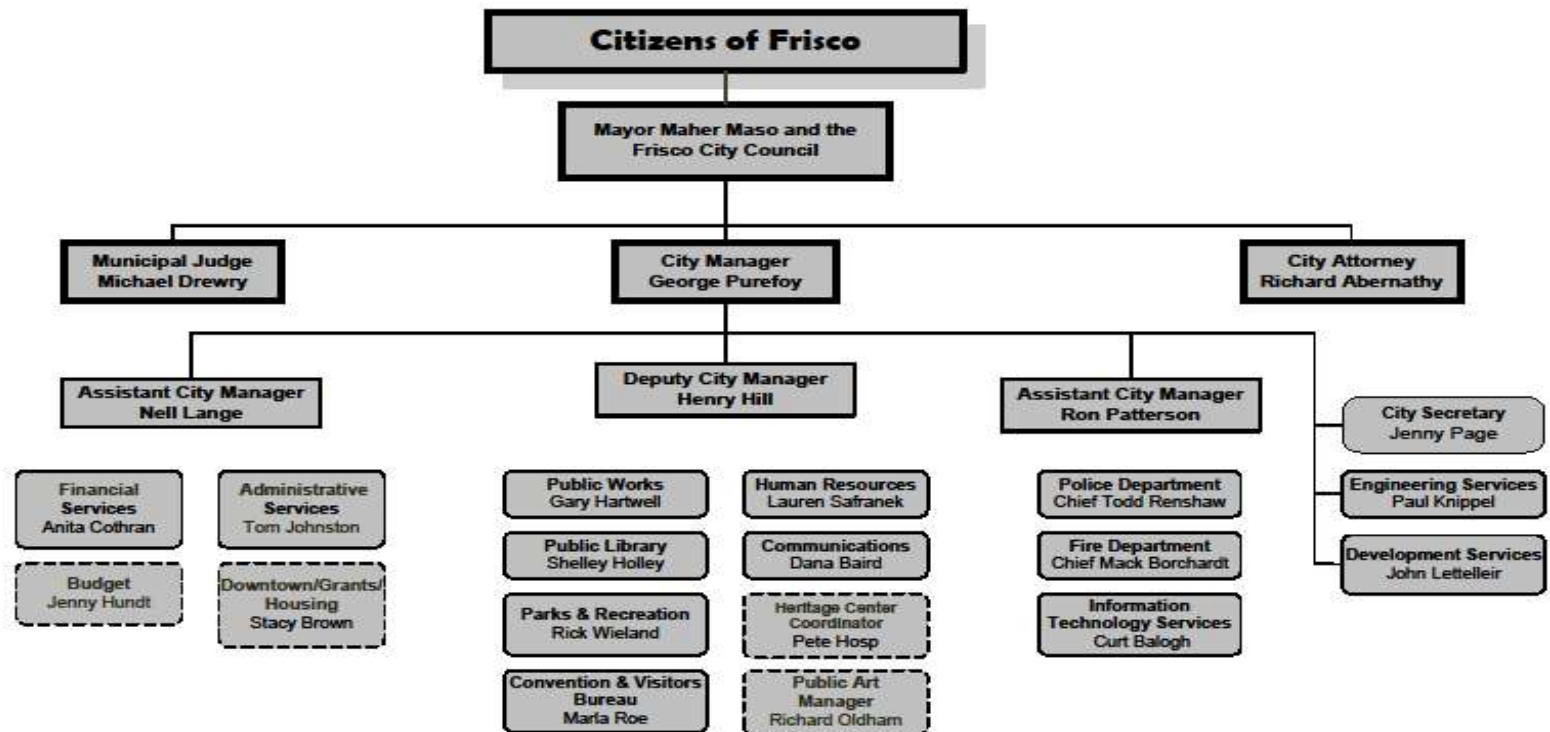 Citizens of Frisco
Mayor Maher Maso and the
Frisco City Council
Municipal Judge
Michael Drewry
City Manager
George Purefoy
City Attorney
Richard Abernathy
Assistant City Manager
Nell Lange
Deputy City Manager
Henry Hill
Assistant City Manager
Ron Patterson
City Secretary
Jenny Page
Engineering Services
Paul Knippel
Development Services
John Lettelleir
Financial
Services
Anita Cothran
Administrative
Services
Tom Johnston
Budget
Jenny Hundt
Downtown/Grants/
Housing
Stacy Brown
Public Works
Gary Hartwell
Human Resources
Lauren Safranek
Public Library
Shelley Holley
Communications
Dana Baird
Parks & Recreation
Rick Wieland
Heritage Center
Coordinator
Pete Hosp
Convention & Visitors
Bureau
Marla Roe
Public Art
Manager
Richard Oldham
Police Department
Chief Todd Renshaw
Fire Department
Chief Mack Borchardt
Information
Technology Services
Curt Balogh